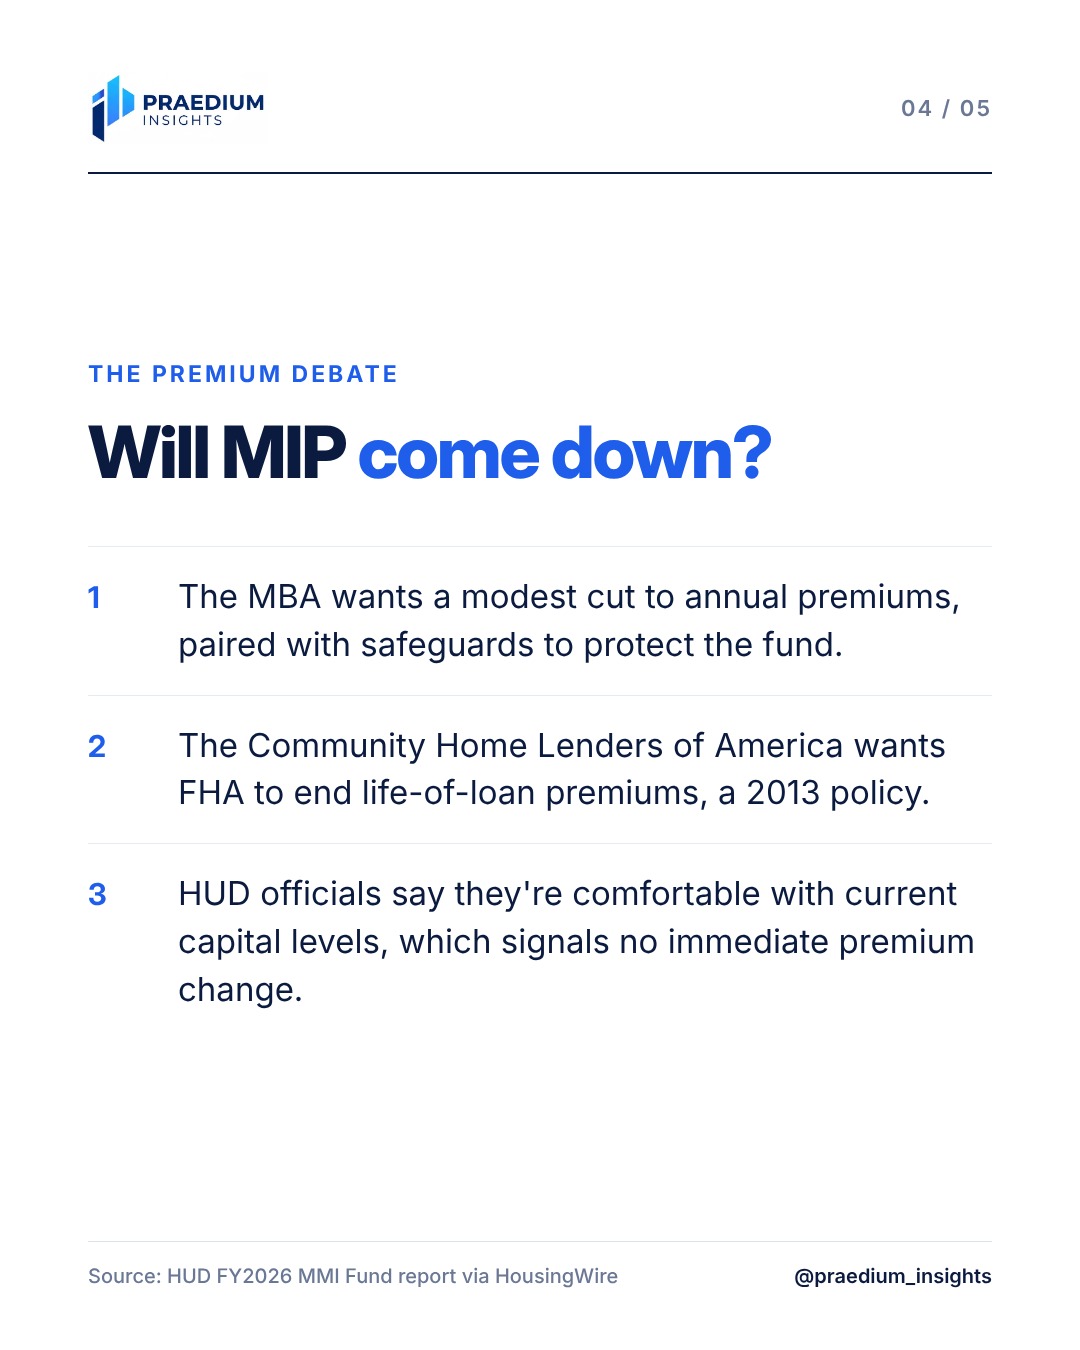 PRAEDIUM
INSIGHTS
04 / 05
THE PREMIUM DEBATE
Will MIP come down?
1 The MBA wants a modest cut to annual premiums,
paired with safeguards to protect the fund.
2 The Community Home Lenders of America wants
FHA to end life-of-loan premiums, a 2013 policy.
3 HUD officials say they're comfortable with current
capital levels, which signals no immediate premium
change.
Source: HUD FY2026 MMI Fund report via HousingWire
@praedium_insights